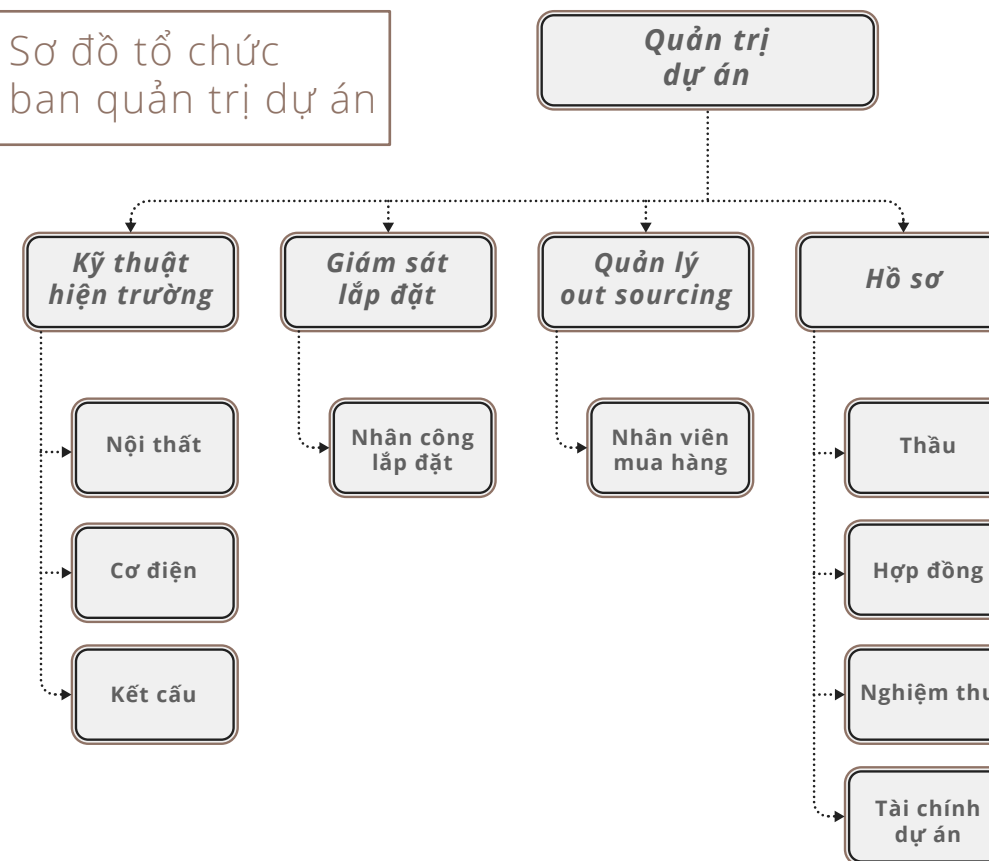 Sơ đồ tổ chức
ban quản trị dự án
Quản trị
dự án
Kỹ thuật
hiện trường
Giám sát
lắp đặt
Quản lý
out sourcing
Hồ sơ
Nội thất
Cơ điện
Kết cấu
Nhân công
lắp đặt
Nhân viên
mua hàng
Thầu
Hợp đồng
Nghiệm thu
Tài chính
dự án